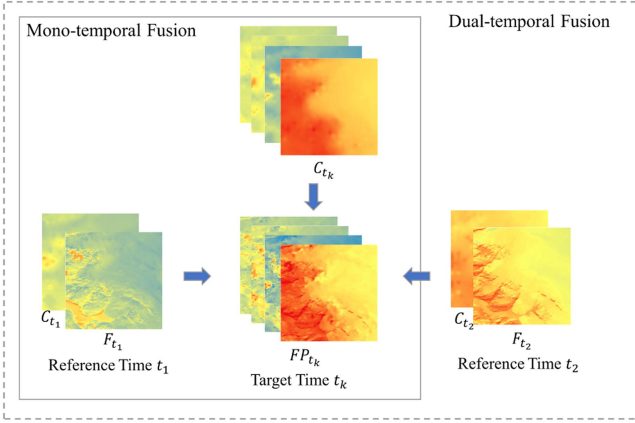 Mono-temporal Fusion
Dual-temporal Fusion
C_{t_k}
C_{t_1}
F_{t_1}
Reference Time t_1
FP_{t_k}
Target Time t_k
C_{t_2}
F_{t_2}
Reference Time t_2